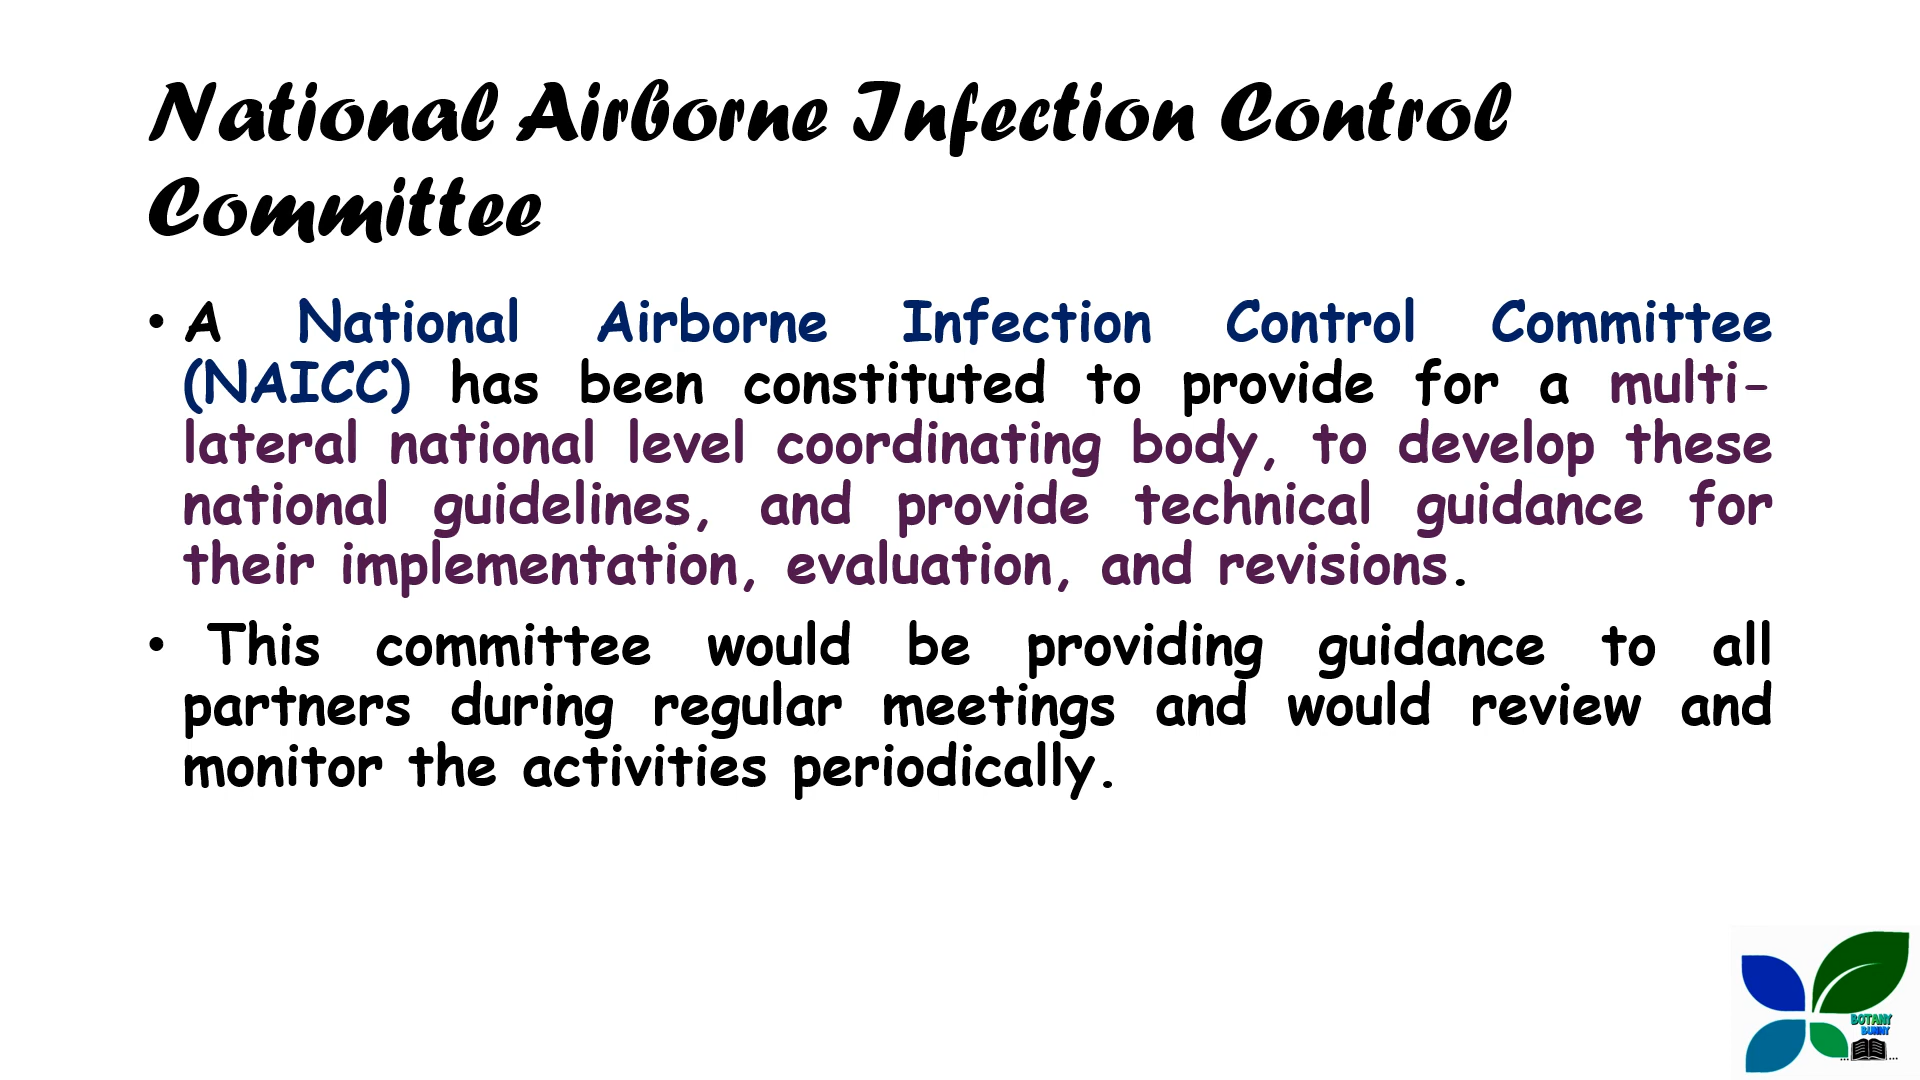 National Airborne Infection Control
Committee
• A National Airborne Infection Control Committee
(NAICC) has been constituted to provide for a multi-
lateral national level coordinating body, to develop these
national guidelines, and provide technical guidance for
their implementation, evaluation, and revisions.
• This committee would be providing guidance to all
partners during regular meetings and would review and
monitor the activities periodically.
BOTANY
BUNNY